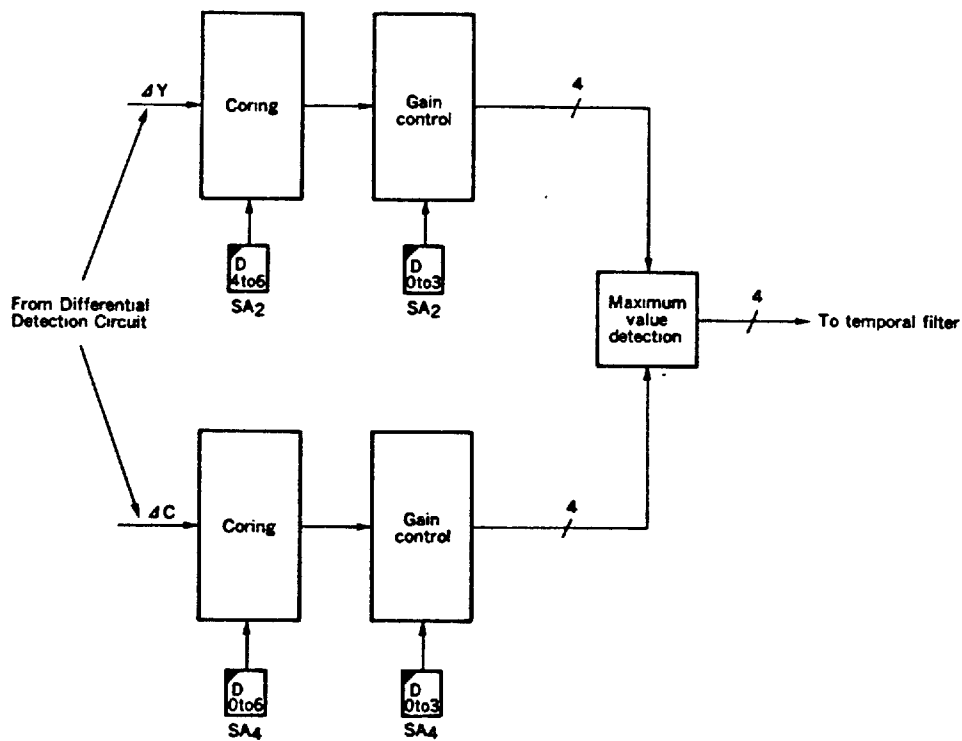 4
ΔY
Coring
Gain
control
D
4to6
SA2
D
0to3
SA2
From Differential
Detection Circuit
Maximum
value
detection
4
To temporal filter
4
ΔC
Coring
Gain
control
D
0to6
SA4
D
0to3
SA4